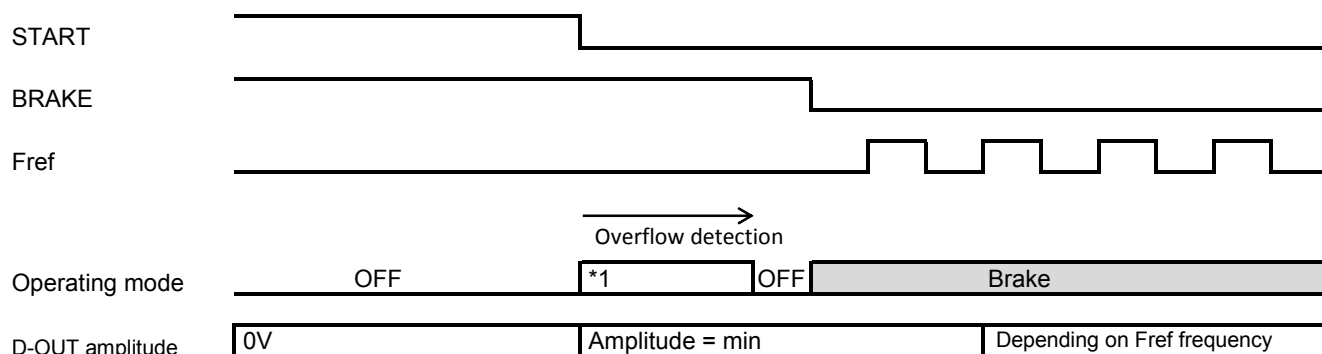 START
BRAKE
Fref
Overflow detection
Operating mode OFF *1 OFF Brake
D-OUT amplitude 0V Amplitude = min Depending on Fref frequency